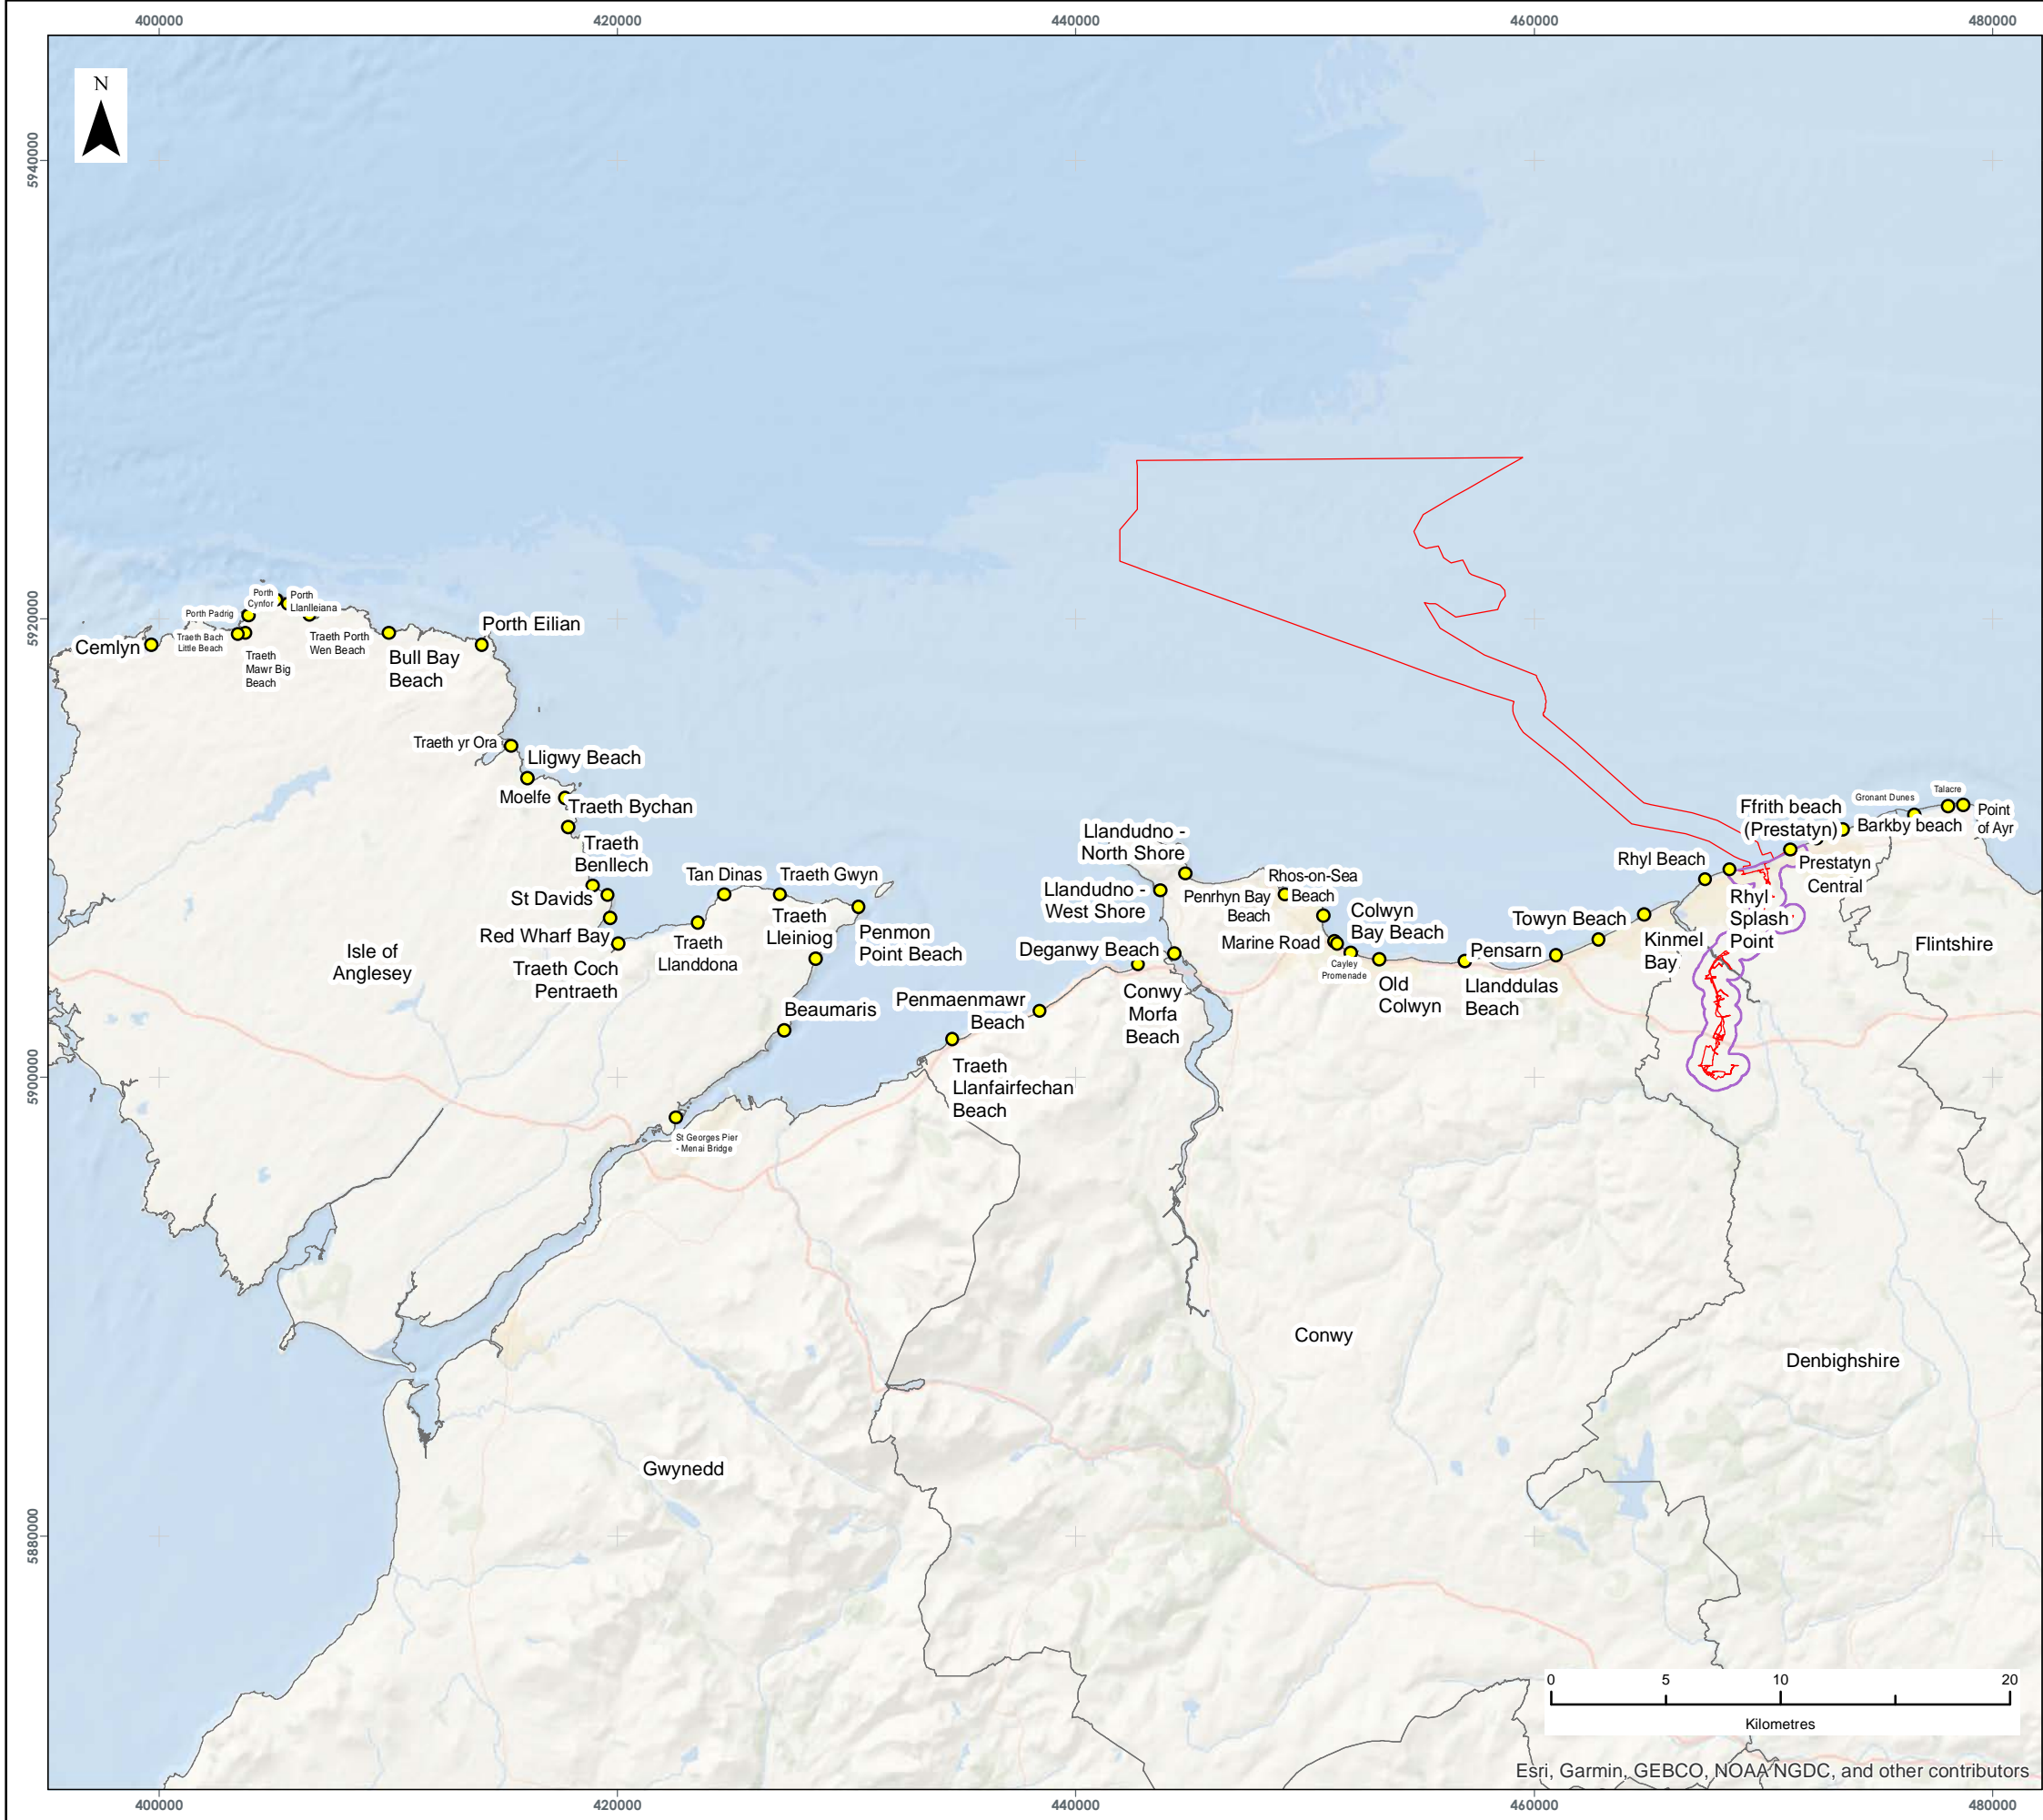 400000
420000
440000
460000
480000
N
5940000
5920000
5900000
5880000
Cemlyn
Porth Padrig
Porth
Cynfor
Porth
Llanlleiana
Traeth Bach
Little Beach
Traeth
Mawr Big
Beach
Traeth Porth
Wen Beach
Bull Bay
Beach
Porth Eilian
Traeth yr Ora
Lligwy Beach
Moelfe
Traeth Bychan
Traeth
Benllech
St Davids
Red Wharf Bay
Traeth Coch
Pentraeth
Tan Dinas
Traeth Gwyn
Traeth
Llanddona
Traeth
Lleiniog
Penmon
Point Beach
Beaumaris
St Georges Pier
- Menai Bridge
Isle of
Anglesey
Penmaenmawr
Beach
Traeth
Llanfairfechan
Beach
Llandudno -
North Shore
Llandudno -
West Shore
Deganwy Beach
Conwy
Morfa
Beach
Penrhyn Bay
Beach
Rhos-on-Sea
Beach
Marine Road
Colwyn
Bay Beach
Cayley
Promenade
Old
Colwyn
Pensarn
Llanddulas
Beach
Towyn Beach
Kinmel
Bay
Rhyl Beach
Rhyl
Splash
Point
Ffrith beach
(Prestatyn)
Prestatyn
Central
Barkby beach
Gronant Dunes
Talacre
Point
of Ayr
Flintshire
Conwy
Denbighshire
Gwynedd
0
5
10
20
Kilometres
Esri, Garmin, GEBCO, NOAA NGDC, and other contributors
400000
420000
440000
460000
480000